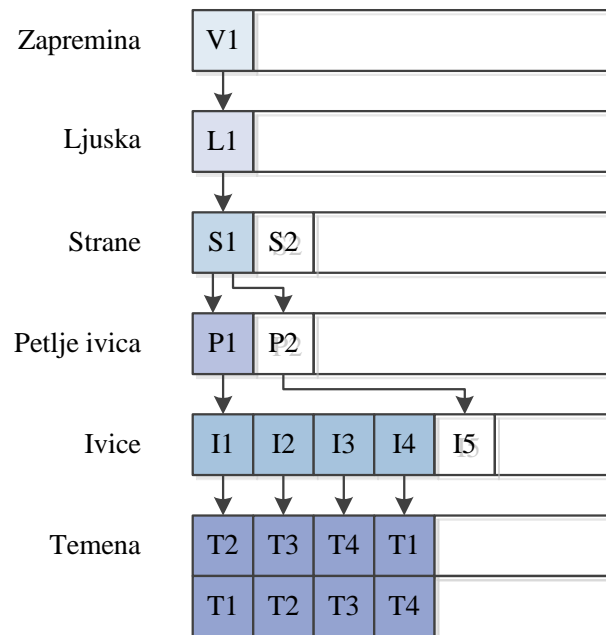 Zapremina V1
Ljuska L1
Strane S1 S2
Petlje ivica P1 P2
Ivice I1 I2 I3 I4 I5
Temena T2 T3 T4 T1
T1 T2 T3 T4